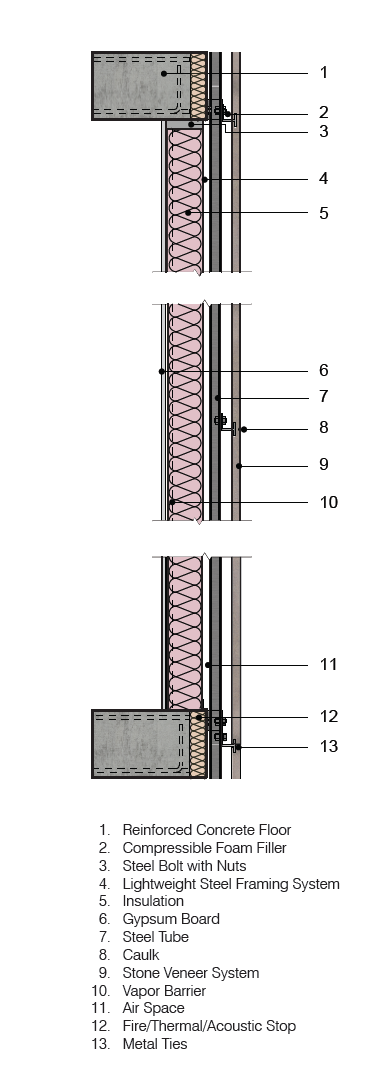 1
2
3
4
5
6
7
8
9
10
11
12
13
1. Reinforced Concrete Floor
2. Compressible Foam Filler
3. Steel Bolt with Nuts
4. Lightweight Steel Framing System
5. Insulation
6. Gypsum Board
7. Steel Tube
8. Caulk
9. Stone Veneer System
10. Vapor Barrier
11. Air Space
12. Fire/Thermal/Acoustic Stop
13. Metal Ties